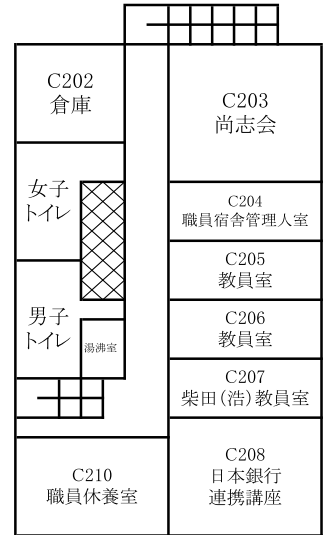 C202
倉庫
C203
尚志会
女子
トイレ
C204
職員宿舎管理人室
C205
教員室
男子
トイレ
C206
教員室
湯沸室
C207
柴田(浩)教員室
C208
日本銀行
連携講座
C210
職員休養室